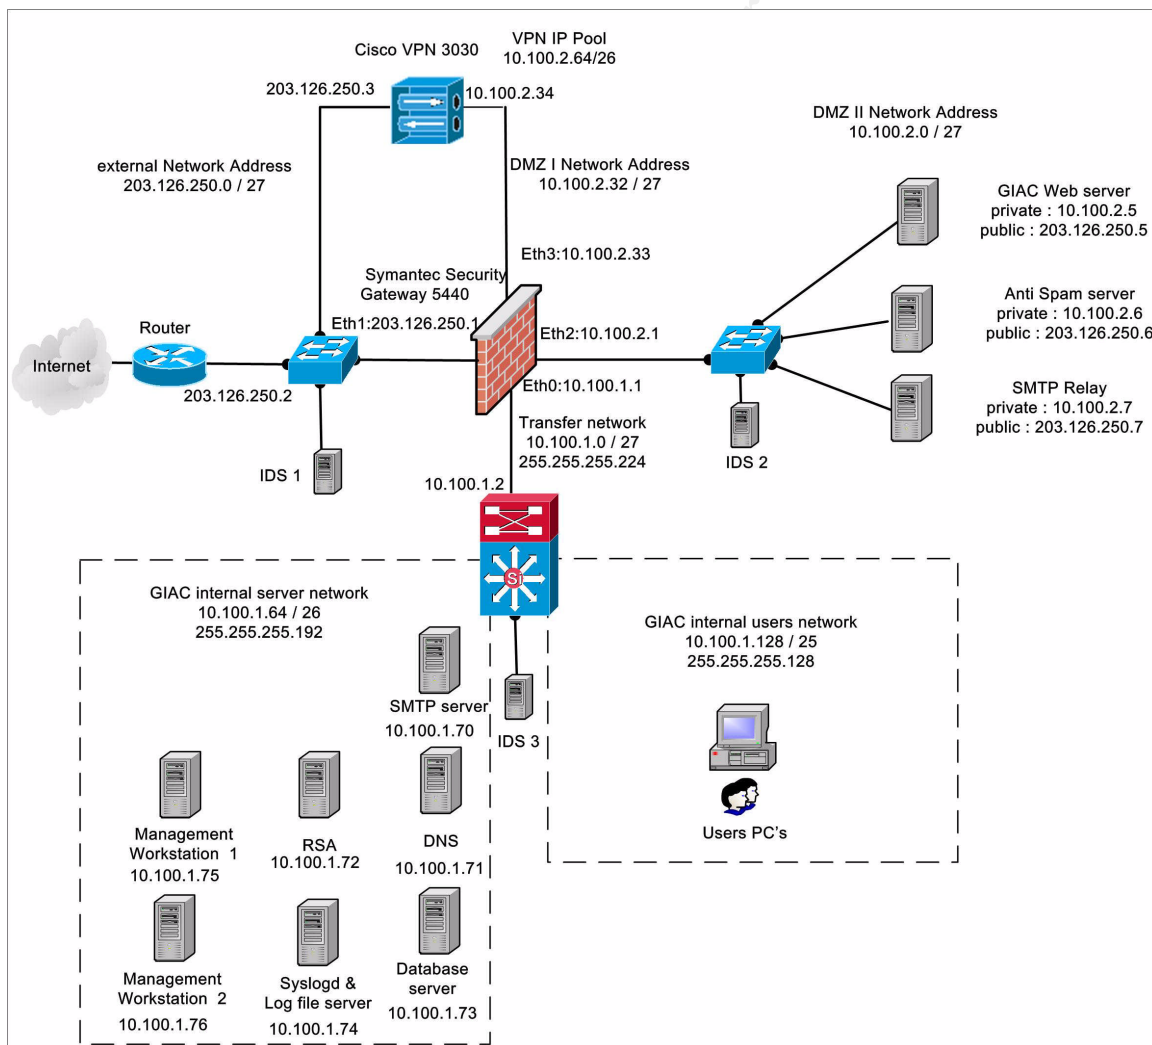 Cisco VPN 3030
VPN IP Pool
10.100.2.64/26
203.126.250.3
10.100.2.34
external Network Address
203.126.250.0 / 27
DMZ I Network Address
10.100.2.32 / 27
DMZ II Network Address
10.100.2.0 / 27
GIAC Web server
private : 10.100.2.5
public : 203.126.250.5
Eth3:10.100.2.33
Symantec Security
Gateway 5440
Eth1:203.126.250.1
Eth2:10.100.2.1
Eth0:10.100.1.1
Anti Spam server
private : 10.100.2.6
public : 203.126.250.6
Internet
Router
203.126.250.2
SMTP Relay
private : 10.100.2.7
public : 203.126.250.7
IDS 1
IDS 2
Transfer network
10.100.1.0 / 27
255.255.255.224
10.100.1.2
Si
GIAC internal server network
10.100.1.64 / 26
255.255.255.192
GIAC internal users network
10.100.1.128 / 25
255.255.255.128
SMTP server
10.100.1.70
IDS 3
Management
Workstation 1
10.100.1.75
RSA
10.100.1.72
DNS
10.100.1.71
Users PC's
Management
Workstation 2
10.100.1.76
Syslogd &
Log file server
10.100.1.74
Database
server
10.100.1.73